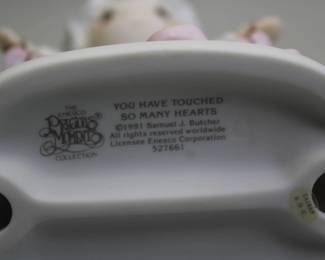 THE
ENESCO
Precious
Moments®
COLLECTION
YOU HAVE TOUCHED
SO MANY HEARTS
©1991 Samuel J. Butcher
All rights reserved worldwide
Licensee Enesco Corporation
527661